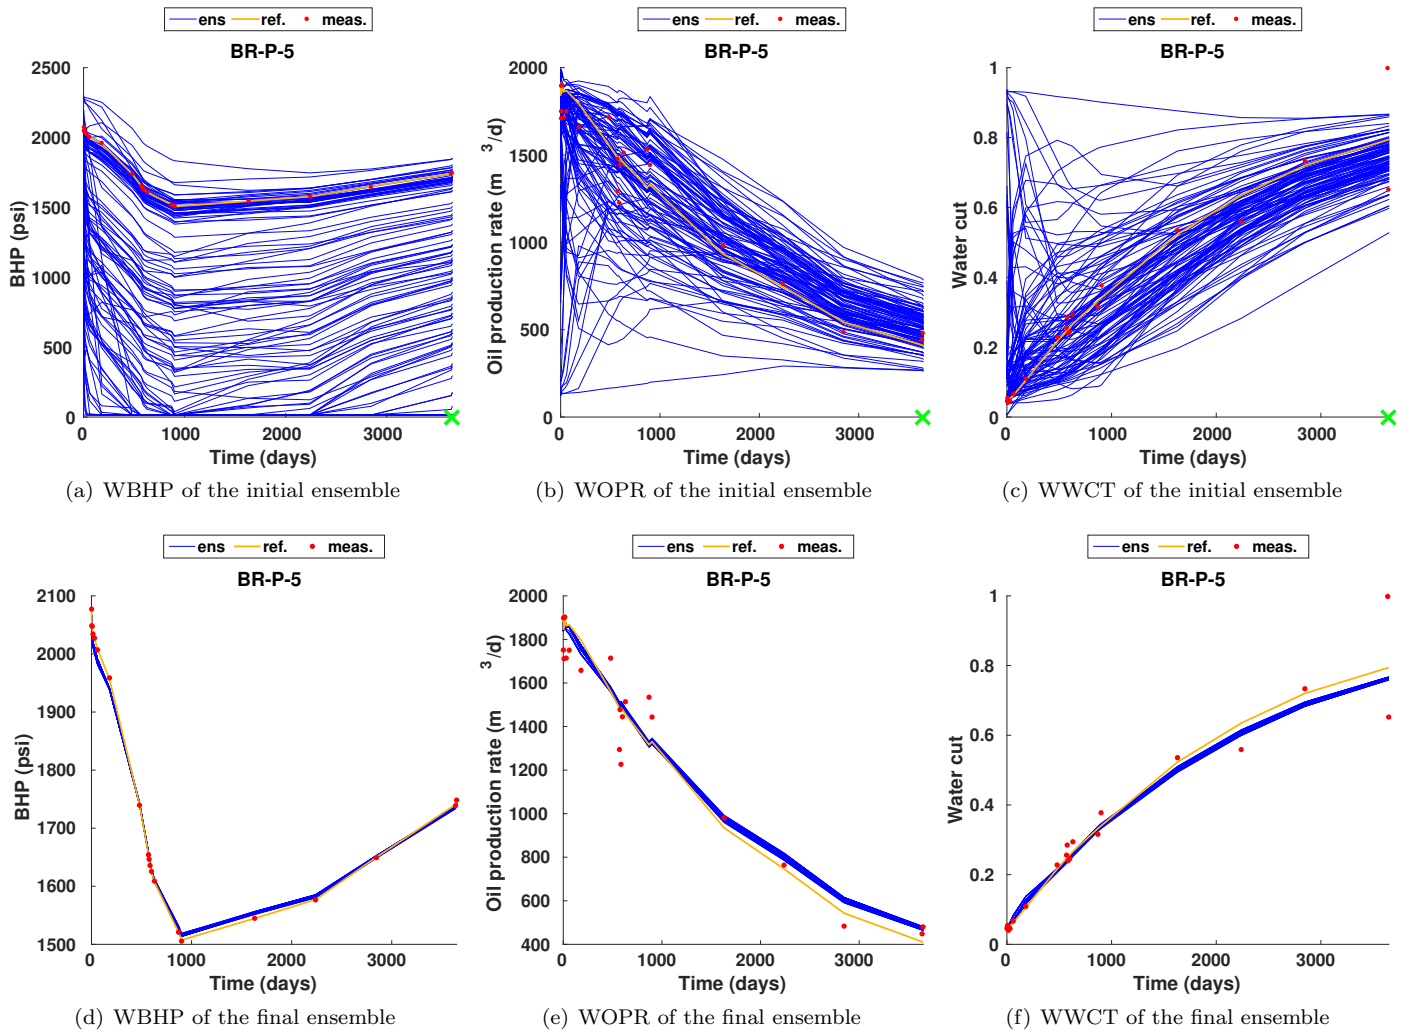 ens ref. meas.
BR-P-5
2500
2000
1500
1000
500
0
BHP (psi)
0 1000 2000 3000
Time (days)
(a) WBHP of the initial ensemble
ens ref. meas.
BR-P-5
2000
1500
1000
500
0
Oil production rate (m 3/d)
0 1000 2000 3000
Time (days)
(b) WOPR of the initial ensemble
ens ref. meas.
BR-P-5
1
0.8
0.6
0.4
0.2
0
Water cut
0 1000 2000 3000
Time (days)
(c) WWCT of the initial ensemble
ens ref. meas.
BR-P-5
2100
2000
1900
1800
1700
1600
1500
BHP (psi)
0 1000 2000 3000
Time (days)
(d) WBHP of the final ensemble
ens ref. meas.
BR-P-5
2000
1800
1600
1400
1200
1000
800
600
400
Oil production rate (m 3/d)
0 1000 2000 3000
Time (days)
(e) WOPR of the final ensemble
ens ref. meas.
BR-P-5
1
0.8
0.6
0.4
0.2
0
Water cut
0 1000 2000 3000
Time (days)
(f) WWCT of the final ensemble